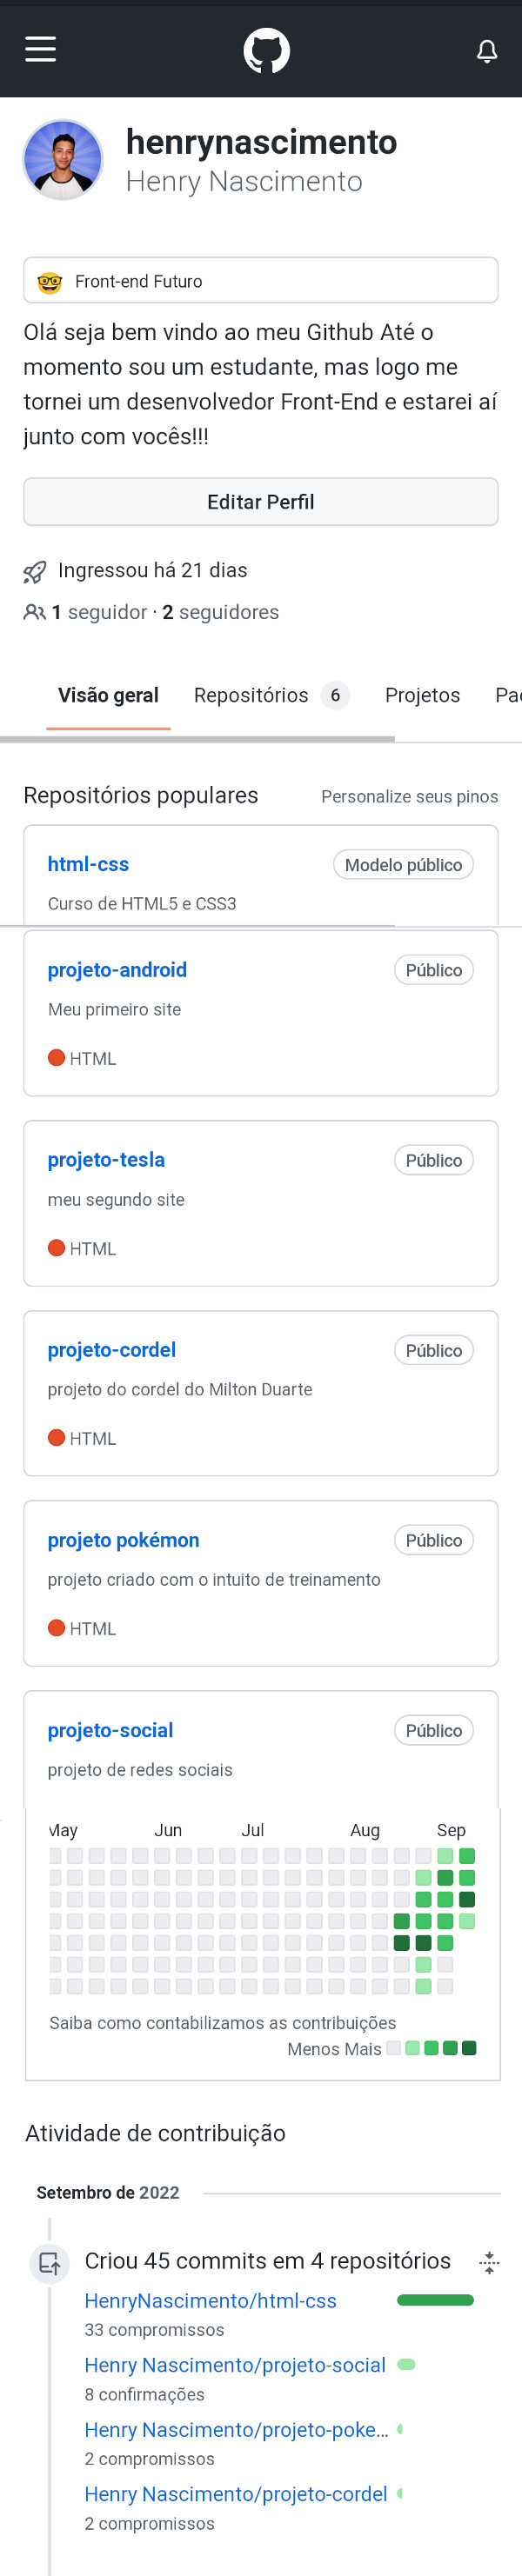 henrynascimento
Henry Nascimento
Front-end Futuro
Olá seja bem vindo ao meu Github Até o
momento sou um estudante, mas logo me
tornei um desenvolvedor Front-End e estarei aí
junto com vocês!!!
Editar Perfil
Ingressou há 21 dias
1 seguidor · 2 seguidores
Visão geral Repositórios 6 Projetos Pac
Repositórios populares Personalize seus pinos
html-css Modelo público
Curso de HTML5 e CSS3
projeto-android Público
Meu primeiro site
HTML
projeto-tesla Público
meu segundo site
HTML
projeto-cordel Público
projeto do cordel do Milton Duarte
HTML
projeto pokémon Público
projeto criado com o intuito de treinamento
HTML
projeto-social Público
projeto de redes sociais
May Jun Jul Aug Sep
Saiba como contabilizamos as contribuições
Menos Mais
Atividade de contribuição
Setembro de 2022
Criou 45 commits em 4 repositórios
HenryNascimento/html-css
33 compromissos
Henry Nascimento/projeto-social
8 confirmações
Henry Nascimento/projeto-poke...
2 compromissos
Henry Nascimento/projeto-cordel
2 compromissos